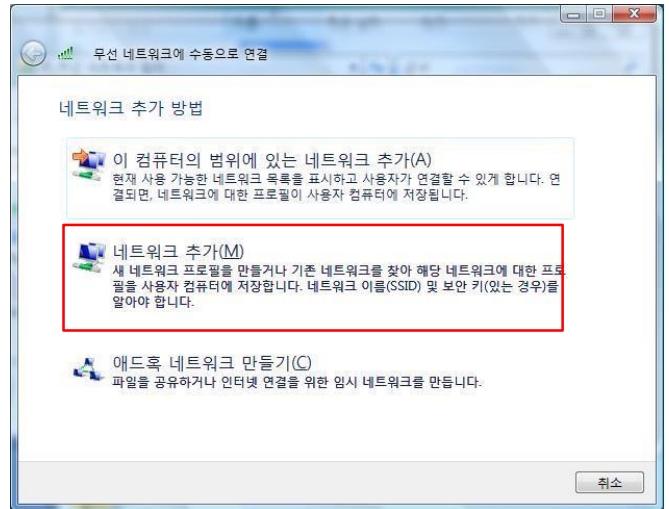 무선 네트워크에 수동으로 연결
네트워크 추가 방법
이 컴퓨터의 범위에 있는 네트워크 추가(A)
현재 사용 가능한 네트워크 목록을 표시하고 사용자가 연결할 수 있게 합니다. 연
결되면, 네트워크에 대한 프로필이 사용자 컴퓨터에 저장됩니다.
네트워크 추가(M)
새 네트워크 프로필을 만들거나 기존 네트워크를 찾아 해당 네트워크에 대한 프로
필을 사용자 컴퓨터에 저장합니다. 네트워크 이름(SSID) 및 보안 키(있는 경우)를
알아야 합니다.
애드혹 네트워크 만들기(C)
파일을 공유하거나 인터넷 연결을 위한 임시 네트워크를 만듭니다.
취소